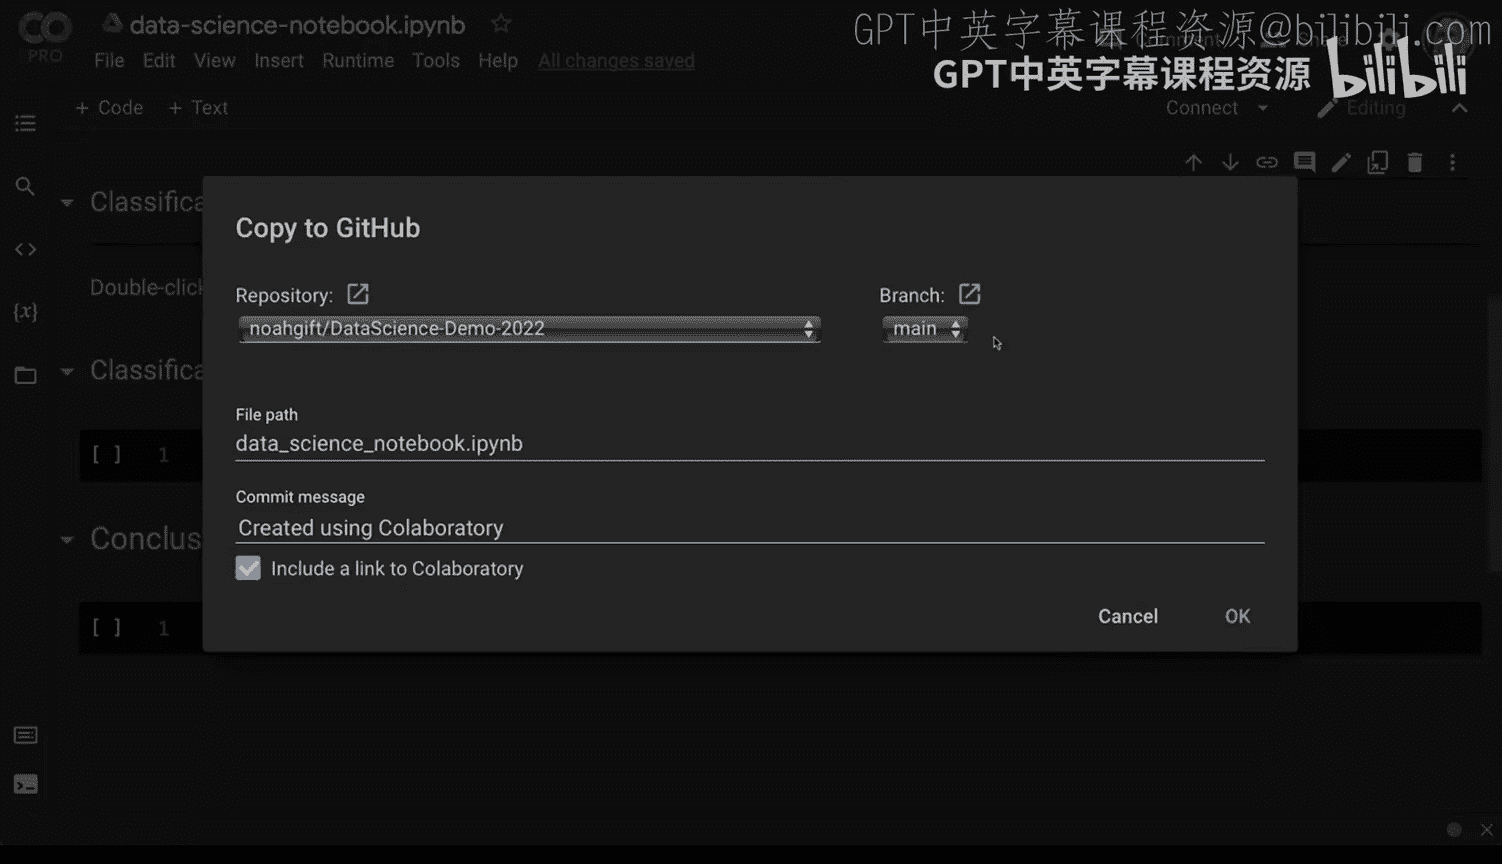 GPT中英字幕课程资源@bilibili.com
GPT中英字幕课程资源 bilibili
CO
PRO
data-science-notebook.ipynb
File Edit View Insert Runtime Tools Help All changes saved
+ Code + Text
Connect
Editing
Classifica
Double-click
Copy to GitHub
Repository:
Branch:
noahgift/DataScience-Demo-2022
main
Classifica
File path
data_science_notebook.ipynb
[ ] 1
Commit message
Created using Colaboratory
Conclus
Include a link to Colaboratory
Cancel OK
[ ] 1